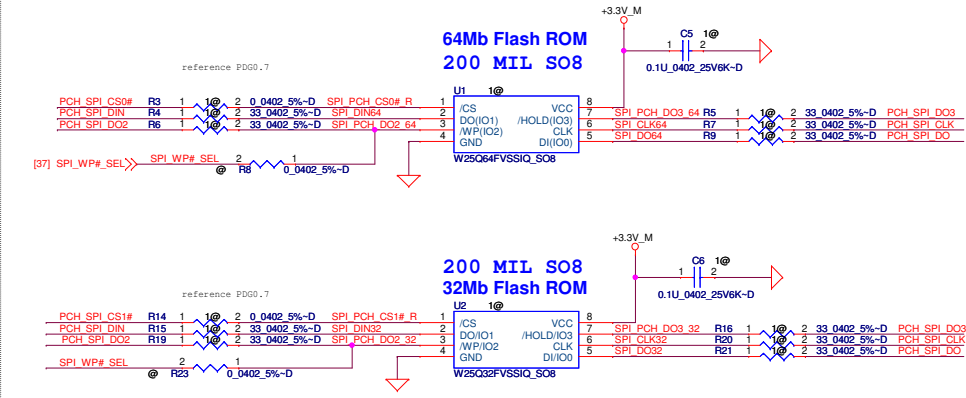 +3.3V_M
64Mb Flash ROM
200 MIL SO8
C5 1@
1 2
0.1U_0402_25V6K~D
reference PDG0.7
U1 1@
PCH_SPI_CS0# R3 1 1@ 2 0_0402_5%~D SPI_PCH_CS0#_R 1 /CS VCC 8
PCH_SPI_DIN R4 1 1@ 2 33_0402_5%~D SPI_DIN64 2 DO(IO1) /HOLD(IO3) 7 SPI_PCH_DO3_64 R5 1 1@ 2 33_0402_5%~D PCH_SPI_DO3
PCH_SPI_DO2 R6 1 1@ 2 33_0402_5%~D SPI_PCH_DO2_64 3 /WP(IO2) CLK 6 SPI_CLK64 R7 1 1@ 2 33_0402_5%~D PCH_SPI_CLK
4 GND DI(IO0) 5 SPI_DO64 R9 1 1@ 2 33_0402_5%~D PCH_SPI_DO
W25Q64FVSSIQ_SO8
[37] SPI_WP#_SEL SPI_WP#_SEL 2 1
@ R8 0_0402_5%~D
+3.3V_M
200 MIL SO8
32Mb Flash ROM
C6 1@
1 2
0.1U_0402_25V6K~D
reference PDG0.7
U2 1@
PCH_SPI_CS1# R14 1 1@ 2 0_0402_5%~D SPI_PCH_CS1#_R 1 /CS VCC 8
PCH_SPI_DIN R15 1 1@ 2 33_0402_5%~D SPI_DIN32 2 DO/IO1 /HOLD/IO3 7 SPI_PCH_DO3_32 R16 1 1@ 2 33_0402_5%~D PCH_SPI_DO3
PCH_SPI_DO2 R19 1 1@ 2 33_0402_5%~D SPI_PCH_DO2_32 3 /WP/IO2 CLK 6 SPI_CLK32 R20 1 1@ 2 33_0402_5%~D PCH_SPI_CLK
4 GND DI/IO0 5 SPI_DO32 R21 1 1@ 2 33_0402_5%~D PCH_SPI_DO
W25Q32FVSSIQ_SO8
SPI_WP#_SEL 2 1
@ R23 0_0402_5%~D